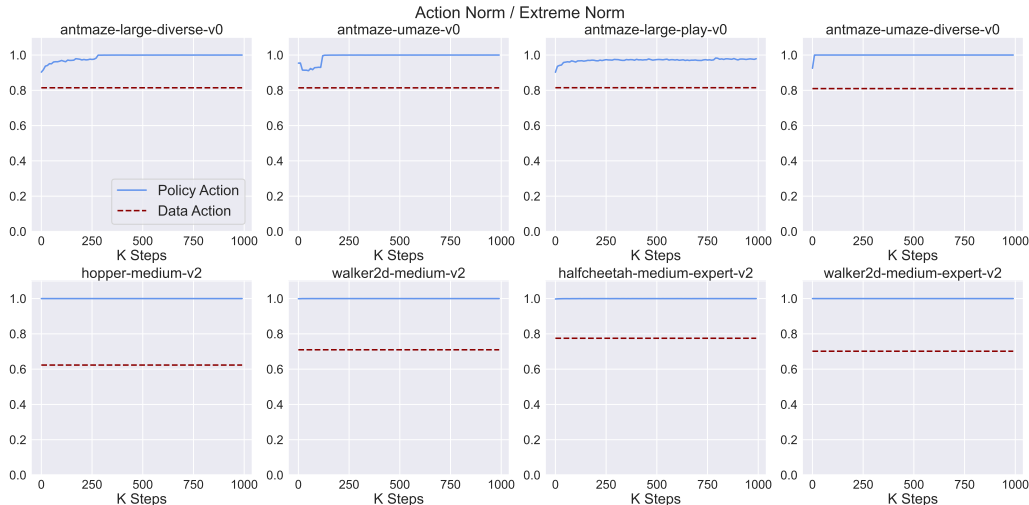 Action Norm / Extreme Norm
antmaze-large-diverse-v0
1.0
0.8
0.6
0.4
0.2
0.0
0 250 500 750 1000
K Steps
Policy Action
Data Action
antmaze-umaze-v0
1.0
0.8
0.6
0.4
0.2
0.0
0 250 500 750 1000
K Steps
antmaze-large-play-v0
1.0
0.8
0.6
0.4
0.2
0.0
0 250 500 750 1000
K Steps
antmaze-umaze-diverse-v0
1.0
0.8
0.6
0.4
0.2
0.0
0 250 500 750 1000
K Steps
hopper-medium-v2
1.0
0.8
0.6
0.4
0.2
0.0
0 250 500 750 1000
K Steps
walker2d-medium-v2
1.0
0.8
0.6
0.4
0.2
0.0
0 250 500 750 1000
K Steps
halfcheetah-medium-expert-v2
1.0
0.8
0.6
0.4
0.2
0.0
0 250 500 750 1000
K Steps
walker2d-medium-expert-v2
1.0
0.8
0.6
0.4
0.2
0.0
0 250 500 750 1000
K Steps